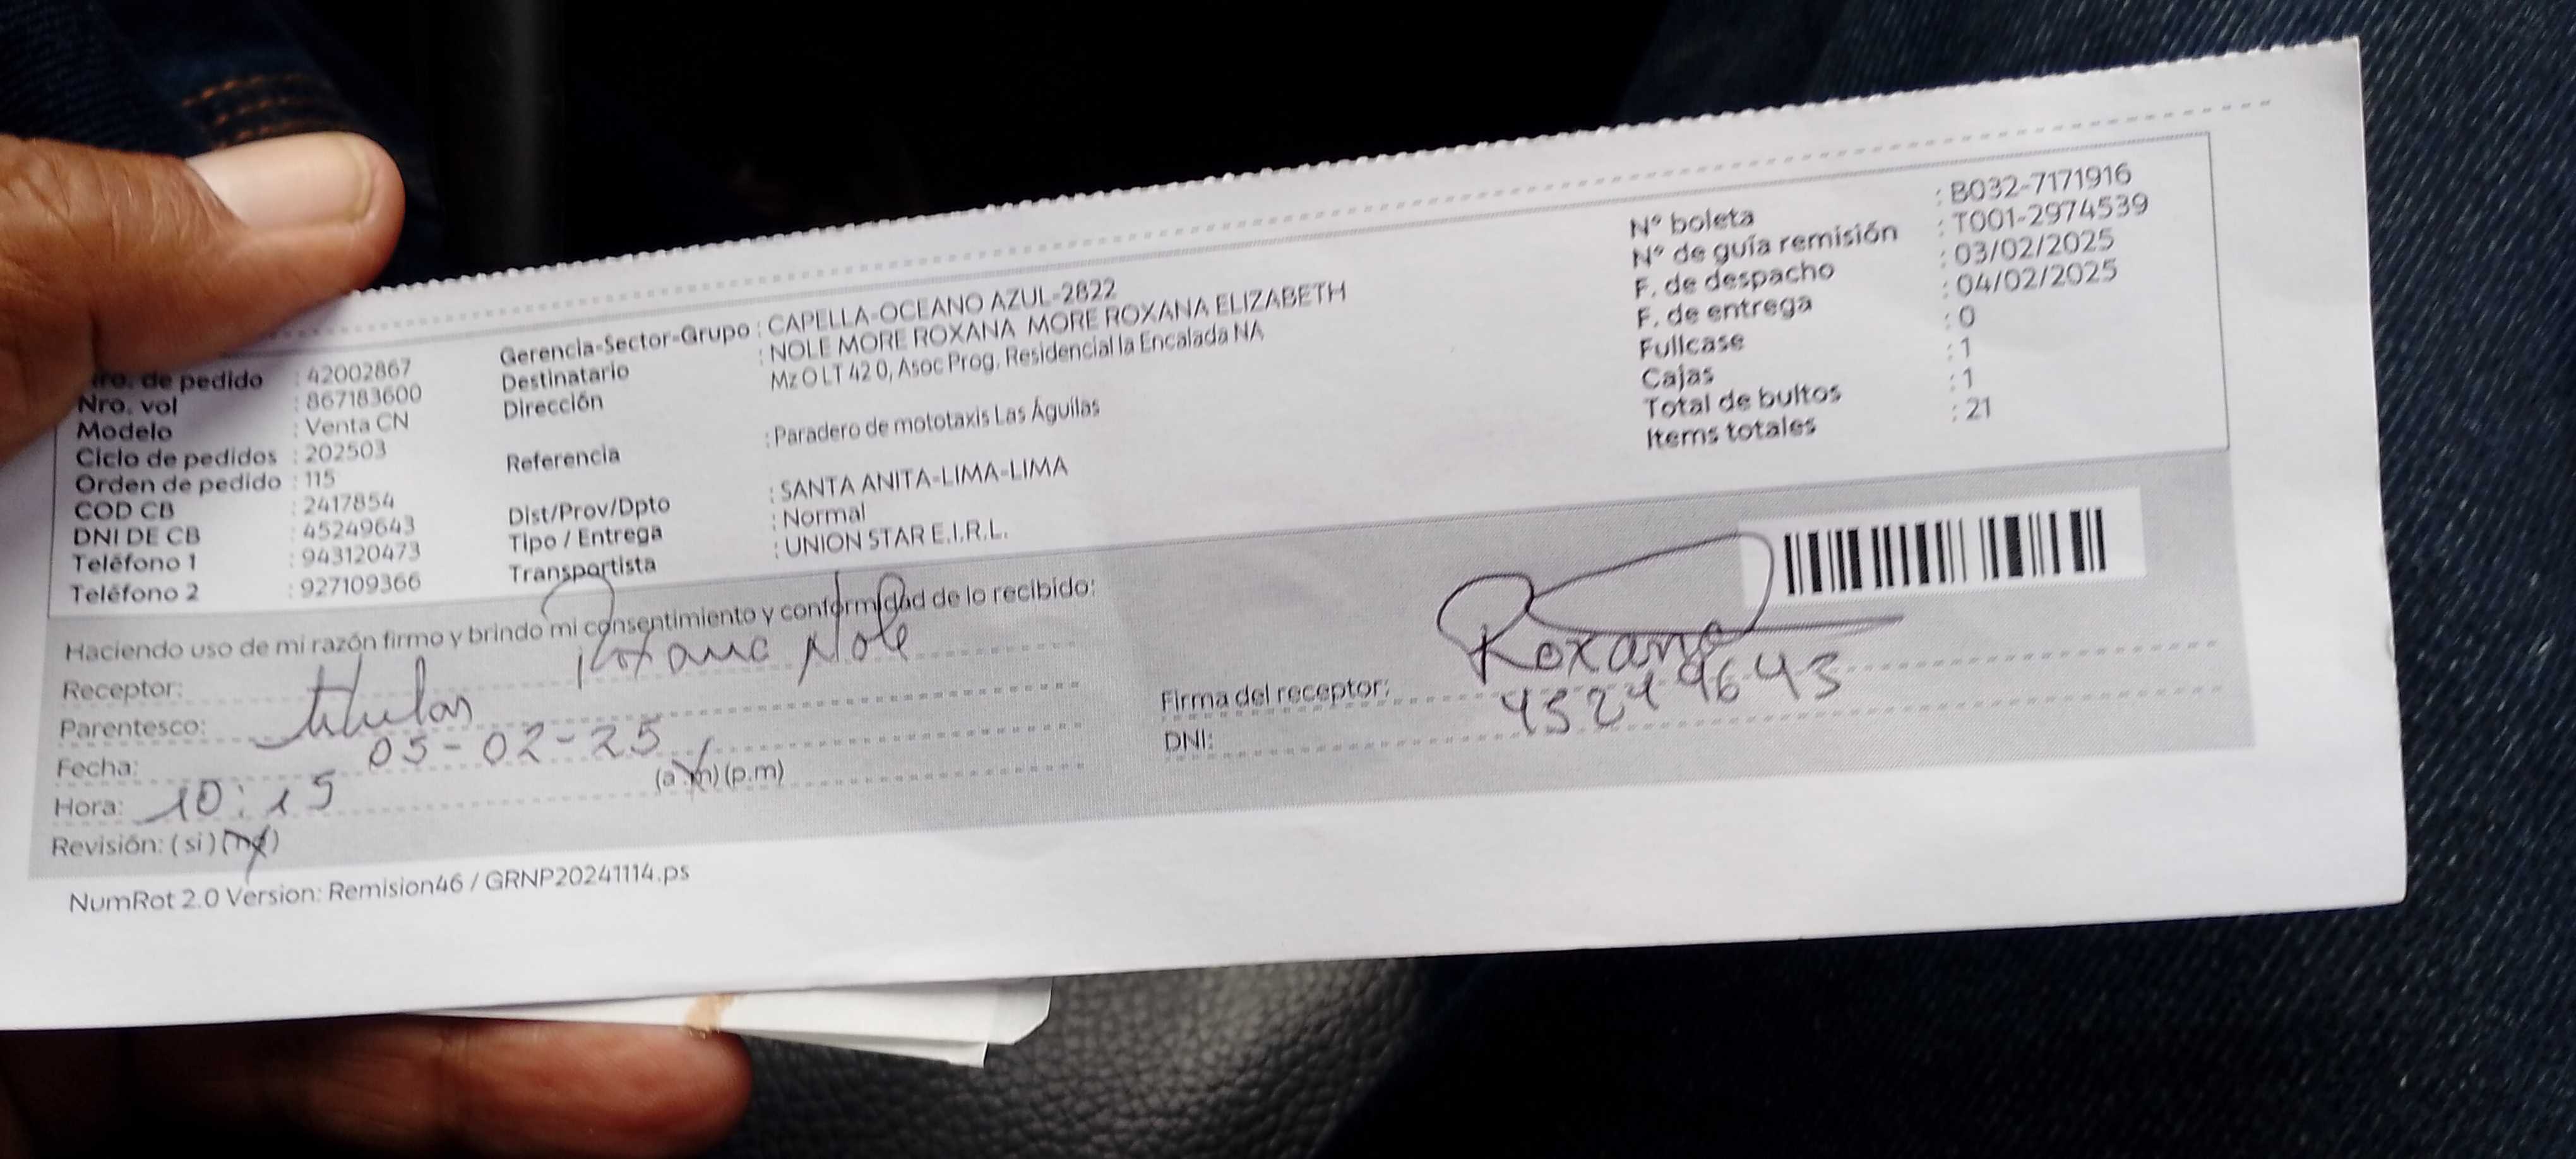 Nro. de pedido : 42002867
Nro. vol : 867183600
Modelo : Venta CN
Ciclo de pedidos : 202503
Orden de pedido : 115
COD CB : 2417854
DNI DE CB : 45249643
Teléfono 1 : 943120473
Teléfono 2 : 927109366
Gerencia-Sector-Grupo : CAPELLA-OCEANO AZUL-2822
Destinatario : NOLE MORE ROXANA MORE ROXANA ELIZABETH
Dirección Mz O LT 42 0, Asoc Prog. Residencial la Encalada NA
Referencia : Paradero de mototaxis Las Águilas
Dist/Prov/Dpto : SANTA ANITA-LIMA-LIMA
Tipo / Entrega : Normal
Transportista : UNION STAR E.I.R.L.
N° boleta : B032-7171916
N° de guía remisión : T001-2974539
F. de despacho : 03/02/2025
F. de entrega : 04/02/2025
Fullcase : 0
Cajas : 1
Total de bultos : 1
Items totales : 21
Haciendo uso de mi razón firmo y brindo mi consentimiento y conformidad de lo recibido:
Receptor: Roxana Nole
Parentesco: titular
Fecha: 05-02-25
Hora: 10:15 (a.m) (p.m)
Revisión: (si) (no)
Firma del receptor: Roxana
DNI: 45249643
NumRot 2.0 Version: Remision46 / GRNP20241114.ps